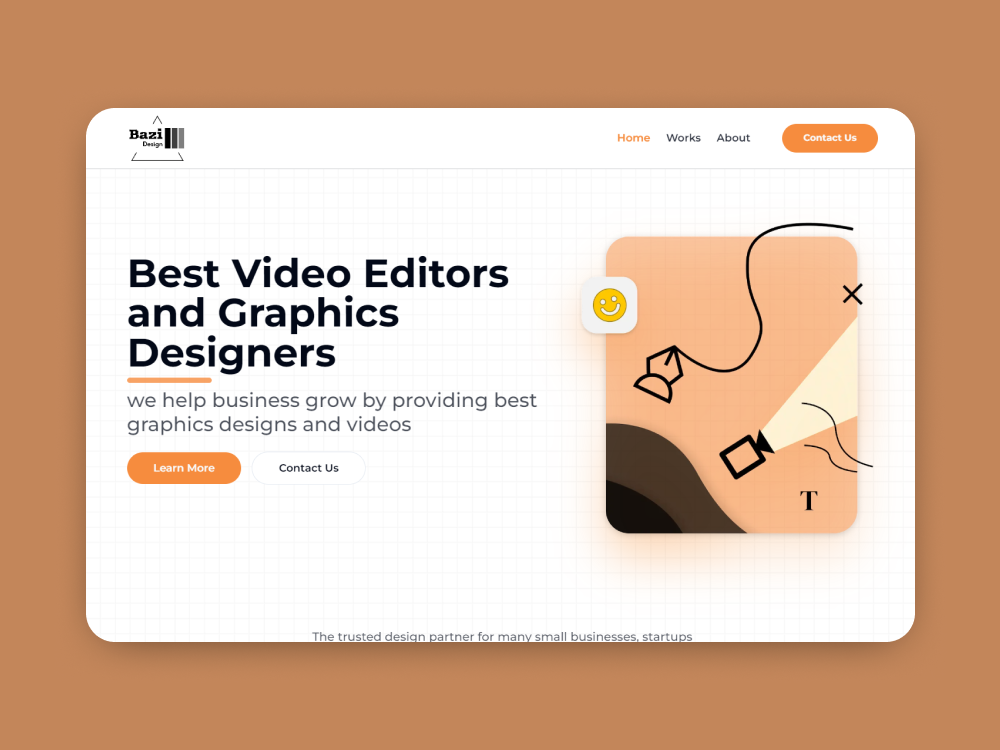 Bazi
Design
Home Works About Contact Us
Best Video Editors
and Graphics
Designers
we help business grow by providing best
graphics designs and videos
Learn More Contact Us
T
The trusted design partner for many small businesses, startups